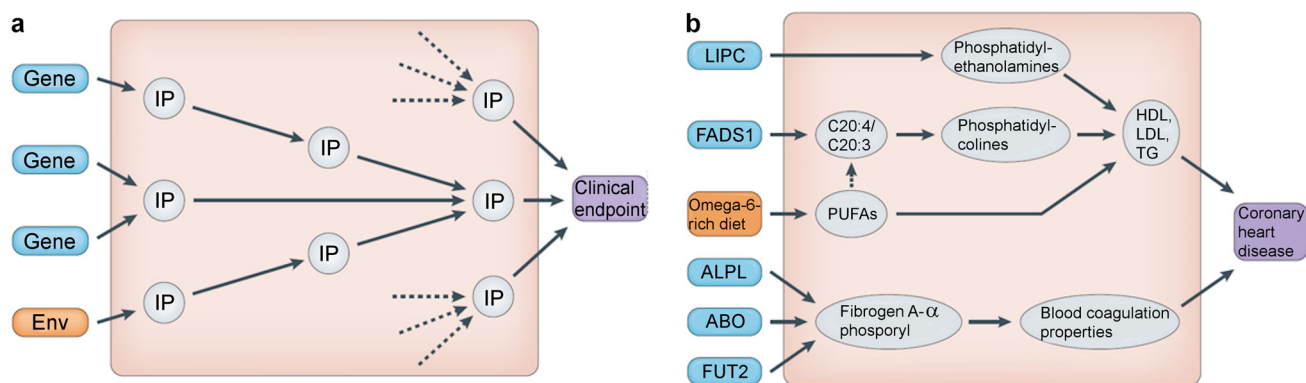 a
Gene
IP
IP
IP
Gene
IP
IP
Clinical
endpoint
Gene
IP
IP
Env
IP
b
LIPC
Phosphatidyl-
ethanolamines
FADS1
C20:4/
C20:3
Phosphatidyl-
colines
HDL,
LDL,
TG
Omega-6-
rich diet
PUFAs
Coronary
heart
disease
ALPL
ABO
Fibrogen A-α
phosporyl
Blood coagulation
properties
FUT2